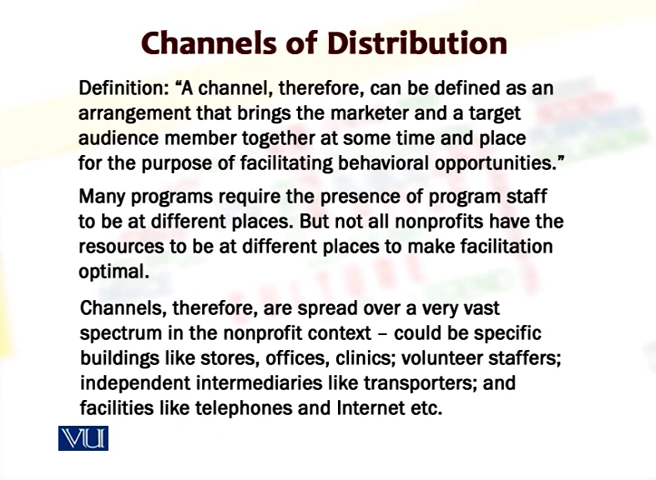 Channels of Distribution
Definition: “A channel, therefore, can be defined as an
arrangement that brings the marketer and a target
audience member together at some time and place
for the purpose of facilitating behavioral opportunities.”
Many programs require the presence of program staff
to be at different places. But not all nonprofits have the
resources to be at different places to make facilitation
optimal.
Channels, therefore, are spread over a very vast
spectrum in the nonprofit context – could be specific
buildings like stores, offices, clinics; volunteer staffers;
independent intermediaries like transporters; and
facilities like telephones and Internet etc.
VU